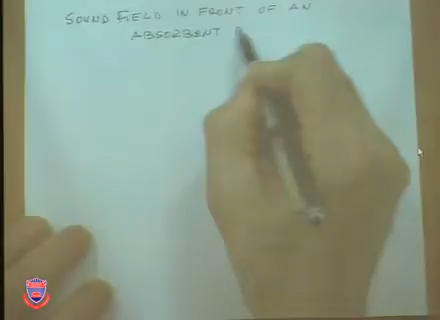 SOUND FIELD IN FRONT OF AN
ABSORBENT